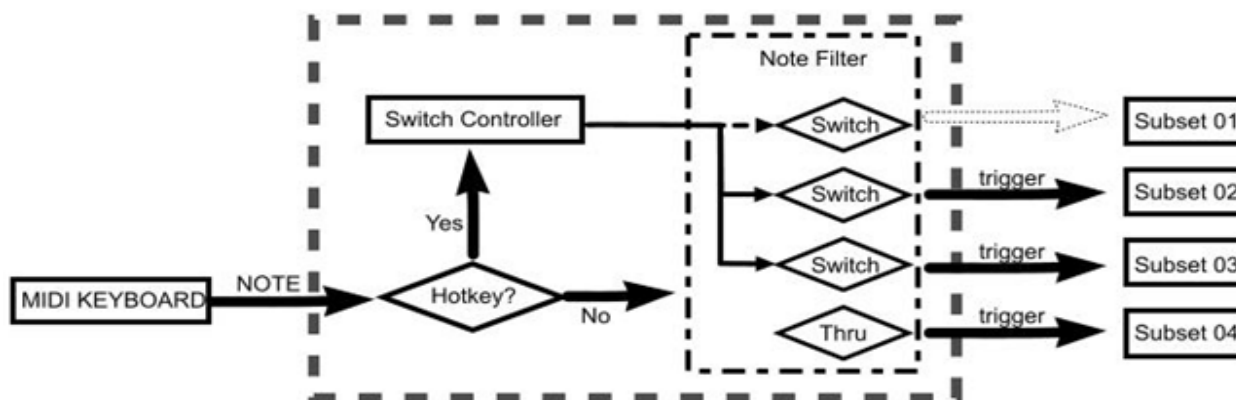 Note Filter
Switch Controller
Switch
Subset 01
Yes
Switch
trigger
Subset 02
Switch
trigger
Subset 03
MIDI KEYBOARD
NOTE
Hotkey?
No
Thru
trigger
Subset 04